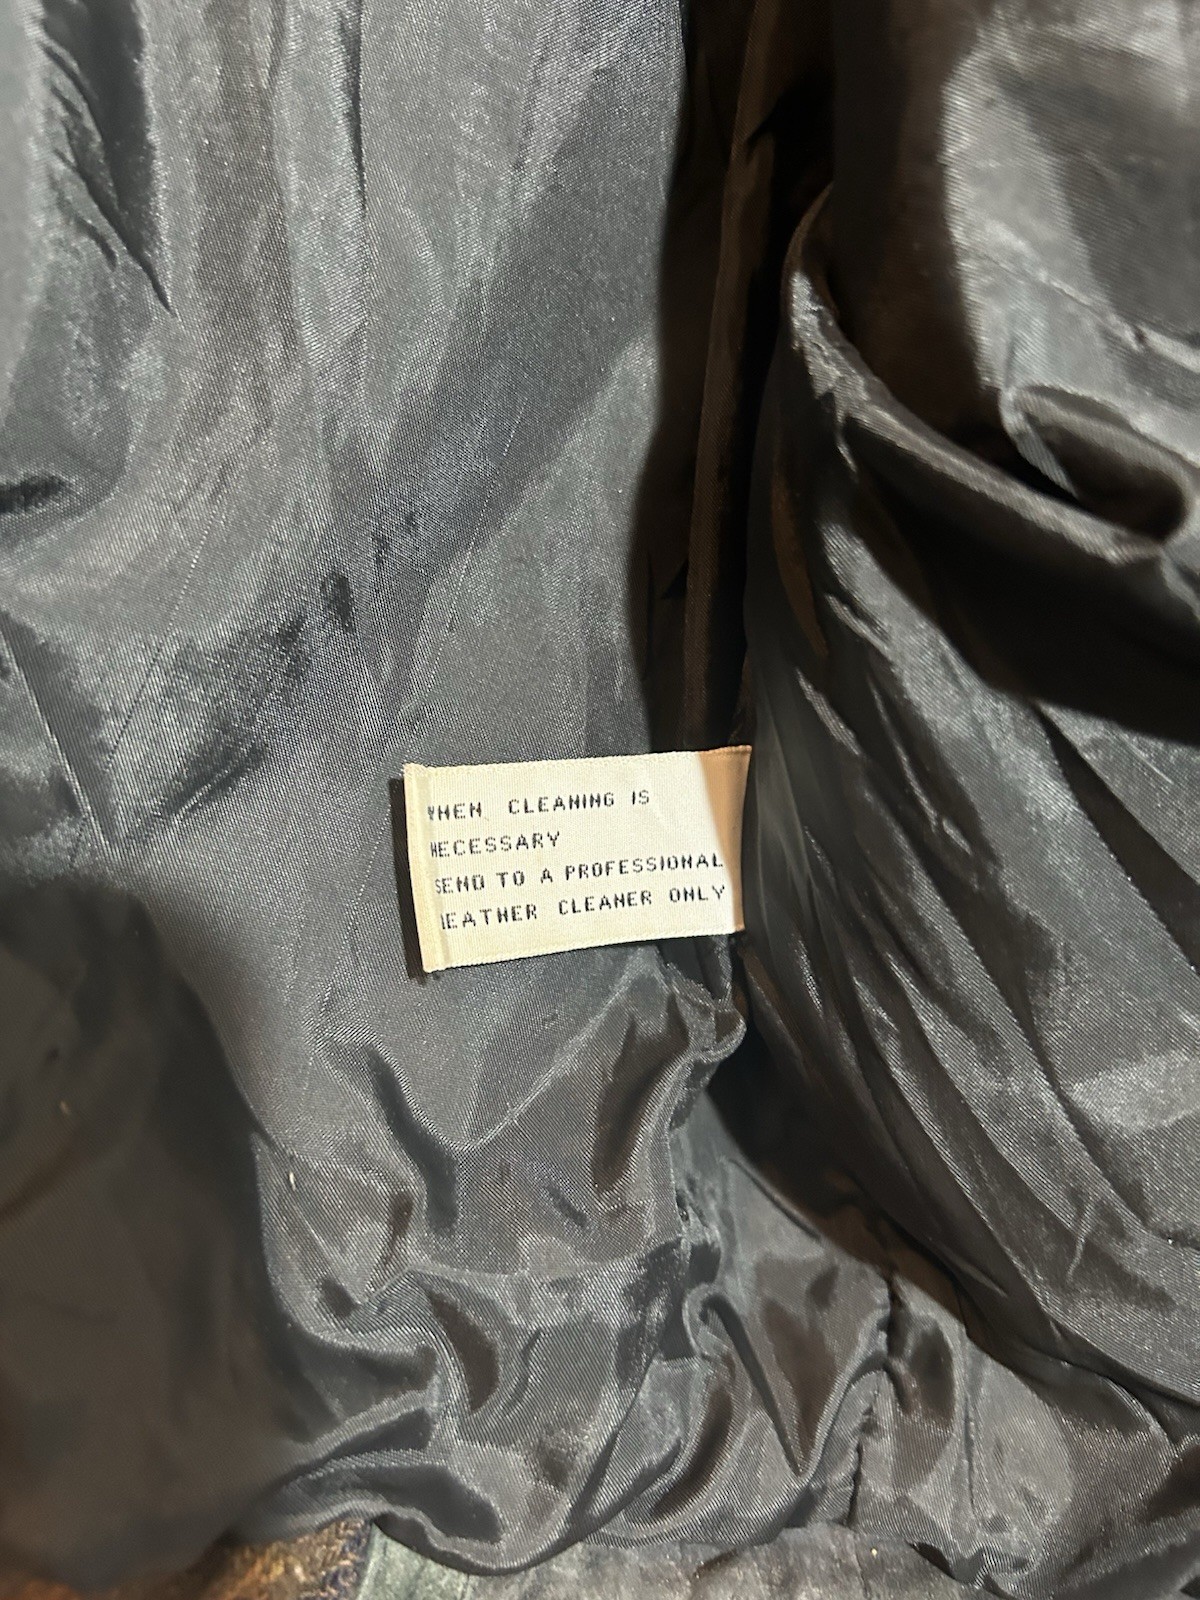 WHEN CLEANING IS
NECESSARY
SEND TO A PROFESSIONAL
LEATHER CLEANER ONLY